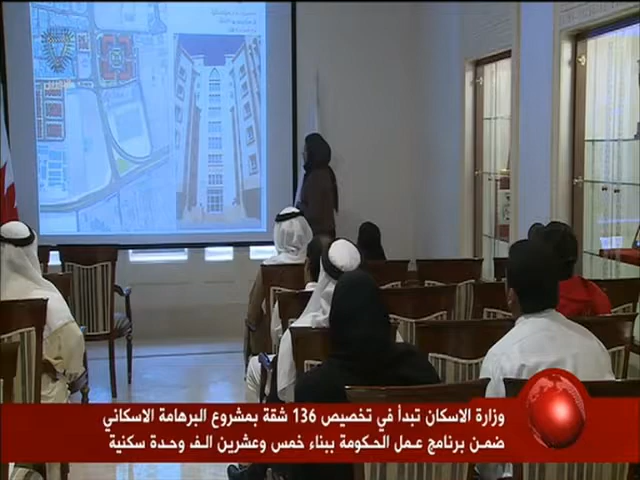 وزارة الاسكان تبدأ في تخصيص 136 شقة بمشروع البرهامة الاسكاني
ضمن برنامج عمل الحكومة ببناء خمس وعشرين الف وحدة سكنية